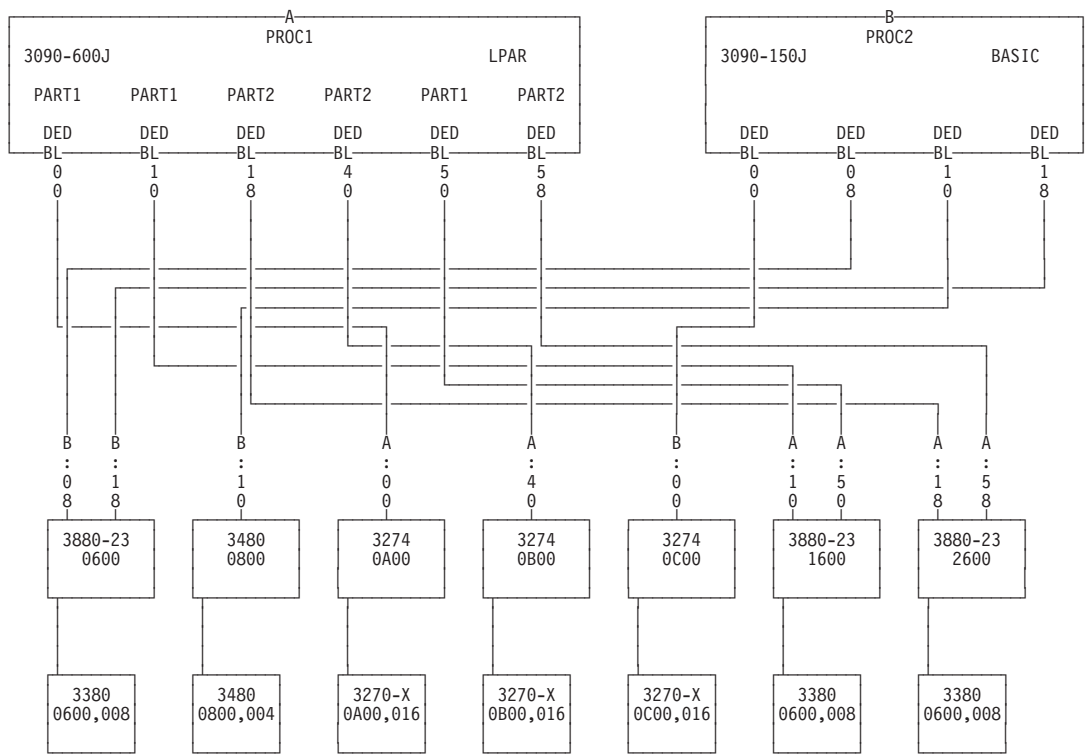 A B
PROC1 PROC2
3090-600J LPAR 3090-150J BASIC
PART1 PART1 PART2 PART2 PART1 PART2
DED DED DED DED DED DED DED DED DED DED
BL BL BL BL BL BL BL BL BL BL
0 1 1 4 5 5 0 0 1 1
0 0 8 0 0 8 0 8 0 8
B B B A A B A A A A
: : : : : : : : : :
0 1 1 0 4 0 1 5 1 5
8 8 0 0 0 0 0 0 8 8
3880-23 3480 3274 3274 3274 3880-23 3880-23
0600 0800 0A00 0B00 0C00 1600 2600
3380 3480 3270-X 3270-X 3270-X 3380 3380
0600,008 0800,004 0A00,016 0B00,016 0C00,016 0600,008 0600,008